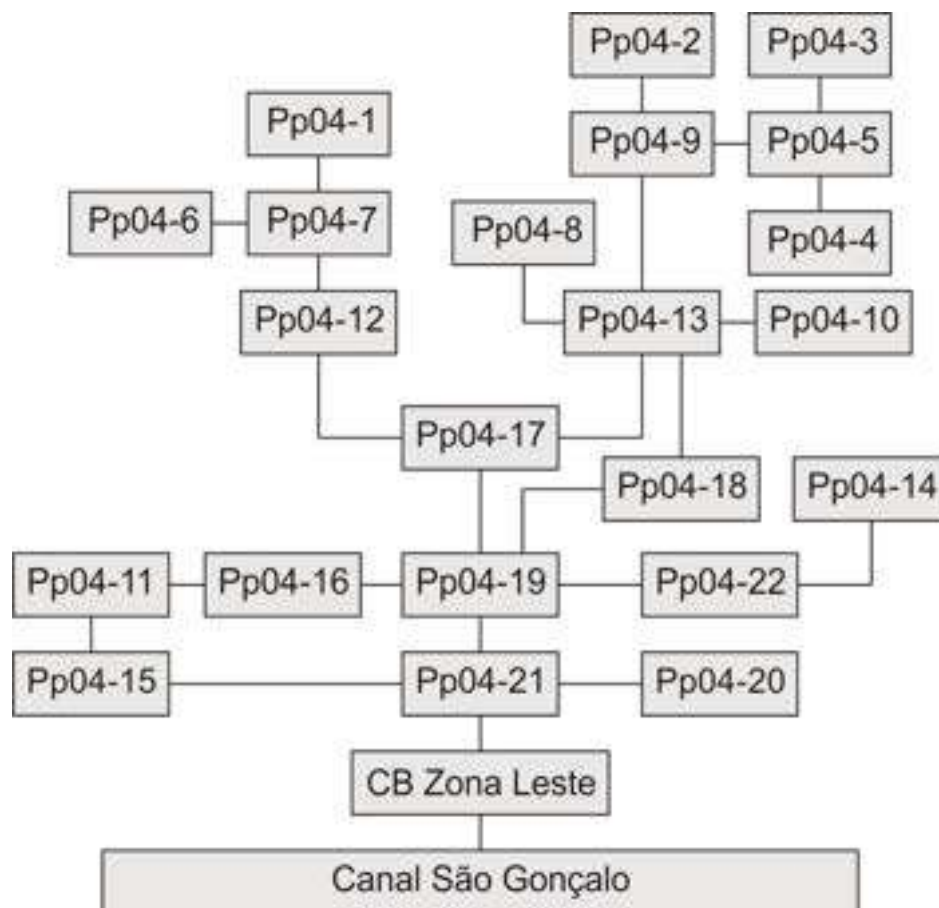 Pp04-2
Pp04-3
Pp04-1
Pp04-9
Pp04-5
Pp04-6
Pp04-7
Pp04-8
Pp04-4
Pp04-12
Pp04-13
Pp04-10
Pp04-17
Pp04-18
Pp04-14
Pp04-11
Pp04-16
Pp04-19
Pp04-22
Pp04-15
Pp04-21
Pp04-20
CB Zona Leste
Canal São Gonçalo